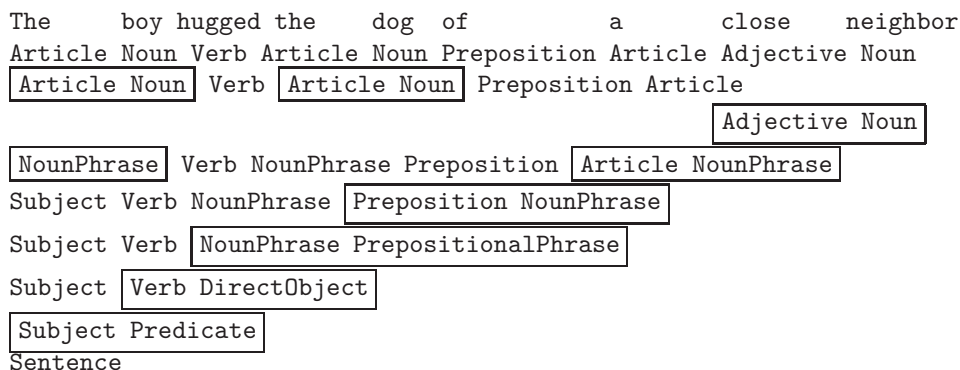 The boy hugged the dog of a close neighbor
Article Noun Verb Article Noun Preposition Article Adjective Noun
Article Noun Verb Article Noun Preposition Article
Adjective Noun
NounPhrase Verb NounPhrase Preposition Article NounPhrase
Subject Verb NounPhrase Preposition NounPhrase
Subject Verb NounPhrase PrepositionalPhrase
Subject Verb DirectObject
Subject Predicate
Sentence